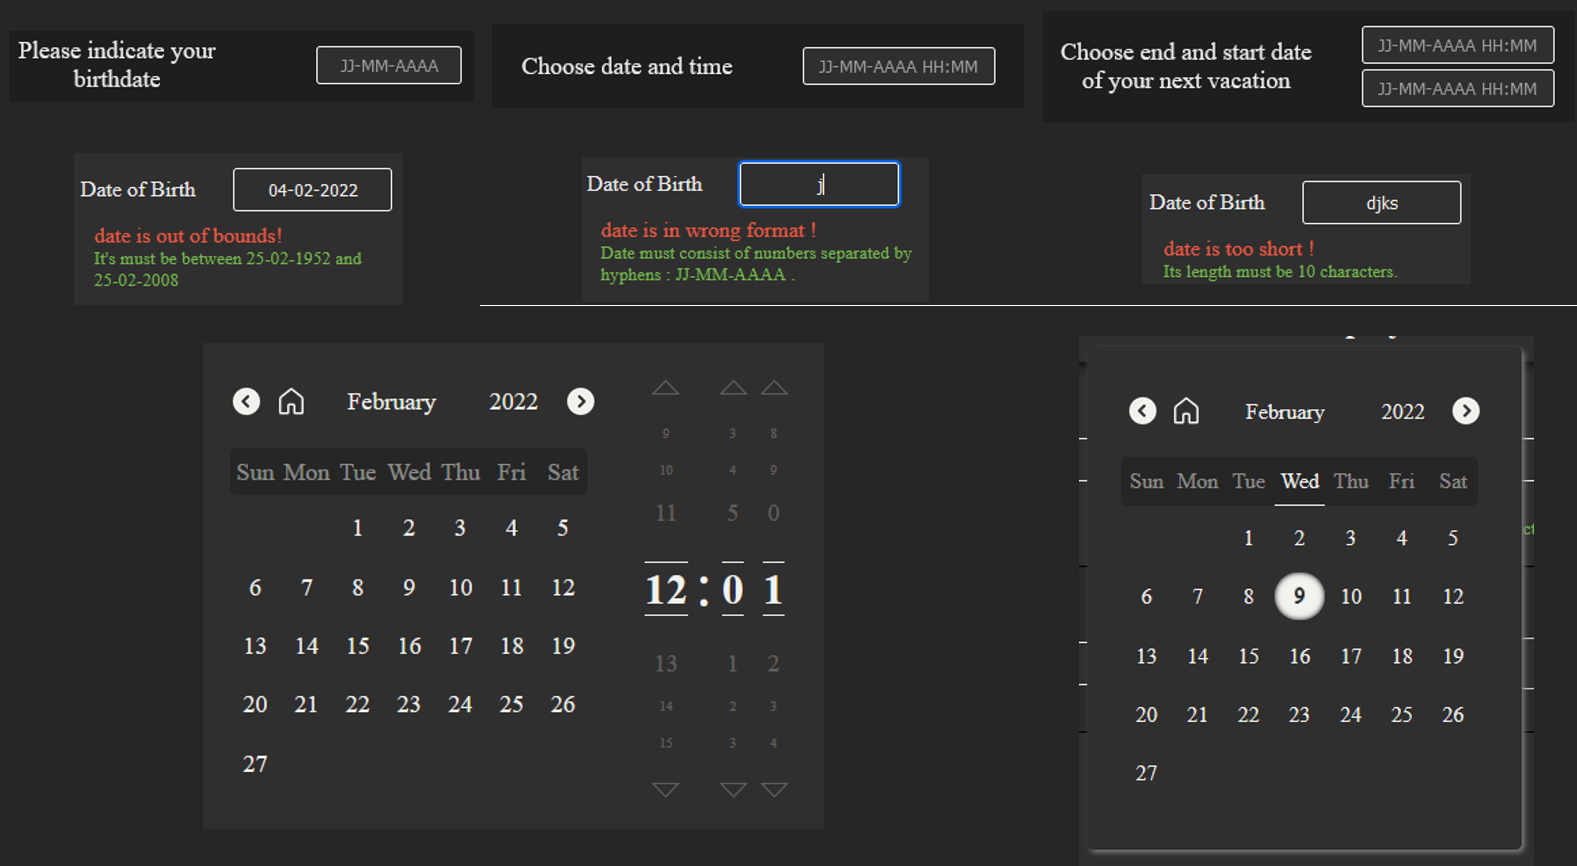 Please indicate your
birthdate
JJ-MM-AAAA
Choose date and time
JJ-MM-AAAA HH:MM
Choose end and start date
of your next vacation
JJ-MM-AAAA HH:MM
JJ-MM-AAAA HH:MM
Date of Birth
04-02-2022
date is out of bounds!
It's must be between 25-02-1952 and
25-02-2008
Date of Birth
j
date is in wrong format !
Date must consist of numbers separated by
hyphens : JJ-MM-AAAA .
Date of Birth
djks
date is too short !
Its length must be 10 characters.
February 2022
Sun Mon Tue Wed Thu Fri Sat
1 2 3 4 5
6 7 8 9 10 11 12
13 14 15 16 17 18 19
20 21 22 23 24 25 26
27
9 3 8
10 4 9
11 5 0
12 : 0 1
13 1 2
14 2 3
15 3 4
February 2022
Sun Mon Tue Wed Thu Fri Sat
1 2 3 4 5
6 7 8 9 10 11 12
13 14 15 16 17 18 19
20 21 22 23 24 25 26
27
ct